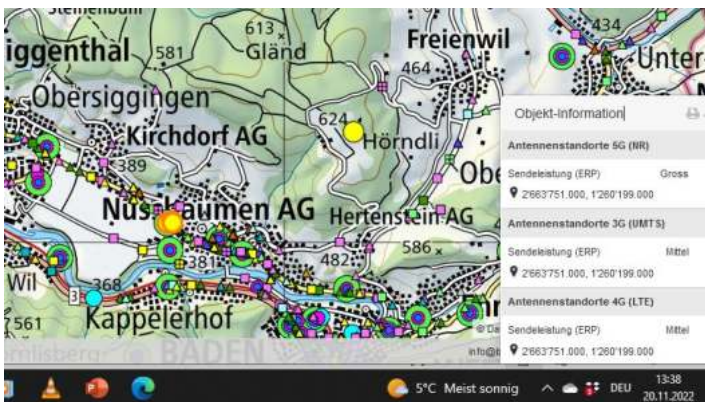 613
434
iggenthal
581
Gländ
Freienwil
464
Unter
Obersiggingen
624
Hörndli
Kirchdorf AG
389
Obe
Nussbaumen AG
Hertenstein AG
381
482
586
Wil
368
3
561
Kappelerhof
BADEN
info@b
Objekt-Information
Antennenstandorte 5G (NR)
Sendeleistung (ERP) Gross
2'663'751.000, 1'260'199.000
Antennenstandorte 3G (UMTS)
Sendeleistung (ERP) Mittel
2'663'751.000, 1'260'199.000
Antennenstandorte 4G (LTE)
Sendeleistung (ERP) Mittel
2'663'751.000, 1'260'199.000
5°C Meist sonnig
DEU
13:38
20.11.2022